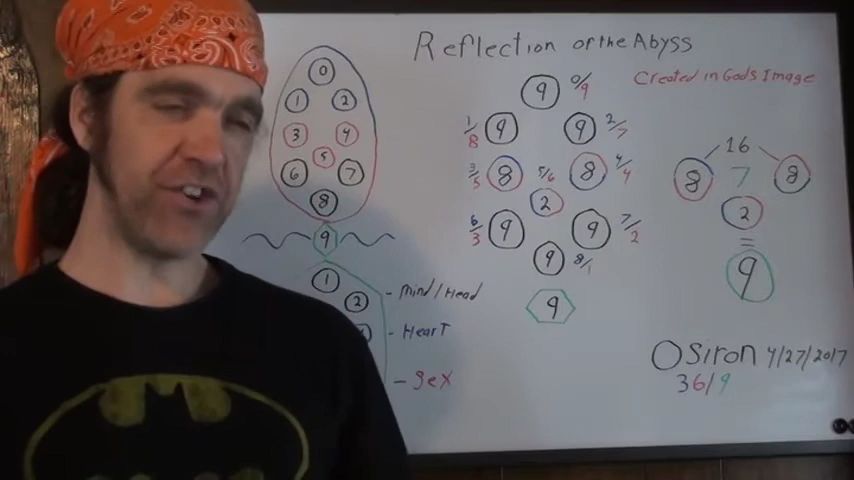 Reflection of the Abyss
Created in Gods Image
0
1 2
3 4
5
6 7
8
9
1
2
- Mind/Head
- Heart
- Sex
9 0/9
1/8 9 9 2/7
3/5 8 5/6 8 4/4
2
6/3 9 9 7/2
9 8/1
9
16
8 7 8
2
=
9
Osiron 4/27/2017
36/9